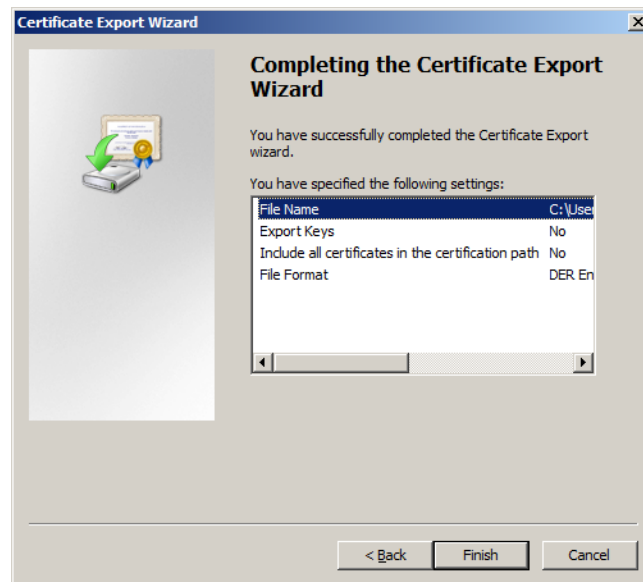 Certificate Export Wizard
Completing the Certificate Export
Wizard
You have successfully completed the Certificate Export
wizard.
You have specified the following settings:
File Name C:\User
Export Keys No
Include all certificates in the certification path No
File Format DER En
< Back Finish Cancel